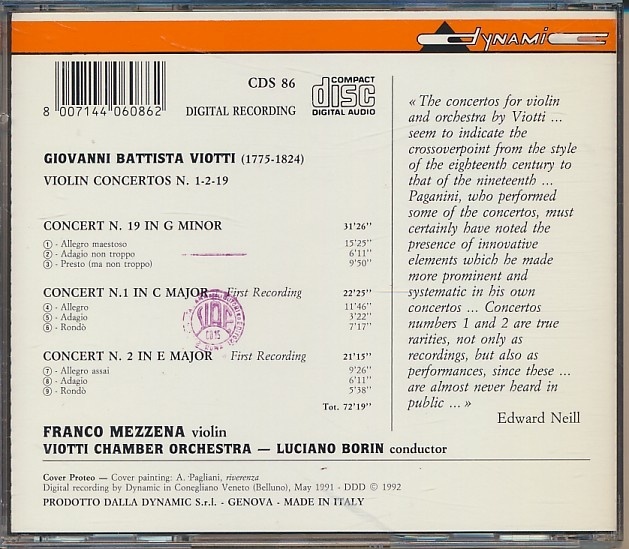 DYNAMIC
8 007144 060862
CDS 86
DIGITAL RECORDING
COMPACT
disc
DIGITAL AUDIO
GIOVANNI BATTISTA VIOTTI (1775-1824)
VIOLIN CONCERTOS N. 1-2-19
CONCERT N. 19 IN G MINOR 31'26"
1 - Allegro maestoso 15'25"
2 - Adagio non troppo 6'11"
3 - Presto (ma non troppo) 9'50"
CONCERT N.1 IN C MAJOR - First Recording 22'25"
4 - Allegro 11'46"
5 - Adagio 3'22"
6 - Rondò 7'17"
CONCERT N. 2 IN E MAJOR - First Recording 21'15"
7 - Allegro assai 9'26"
8 - Adagio 6'11"
9 - Rondò 5'38"
Tot. 72'19"
FRANCO MEZZENA violin
VIOTTI CHAMBER ORCHESTRA — LUCIANO BORIN conductor
Cover Proteo — Cover painting: A. Pagliani, riverenza
Digital recording by Dynamic in Conegliano Veneto (Belluno), May 1991 - DDD © 1992
PRODOTTO DALLA DYNAMIC S.r.l. - GENOVA - MADE IN ITALY
« The concertos for violin
and orchestra by Viotti ...
seem to indicate the
crossoverpoint from the style
of the eighteenth century to
that of the nineteenth ...
Paganini, who performed
some of the concertos, must
certainly have noted the
presence of innovative
elements which he made
more prominent and
systematic in his own
concertos ... Concertos
numbers 1 and 2 are true
rarities, not only as
recordings, but also as
performances, since these ...
are almost never heard in
public ... »
Edward Neill